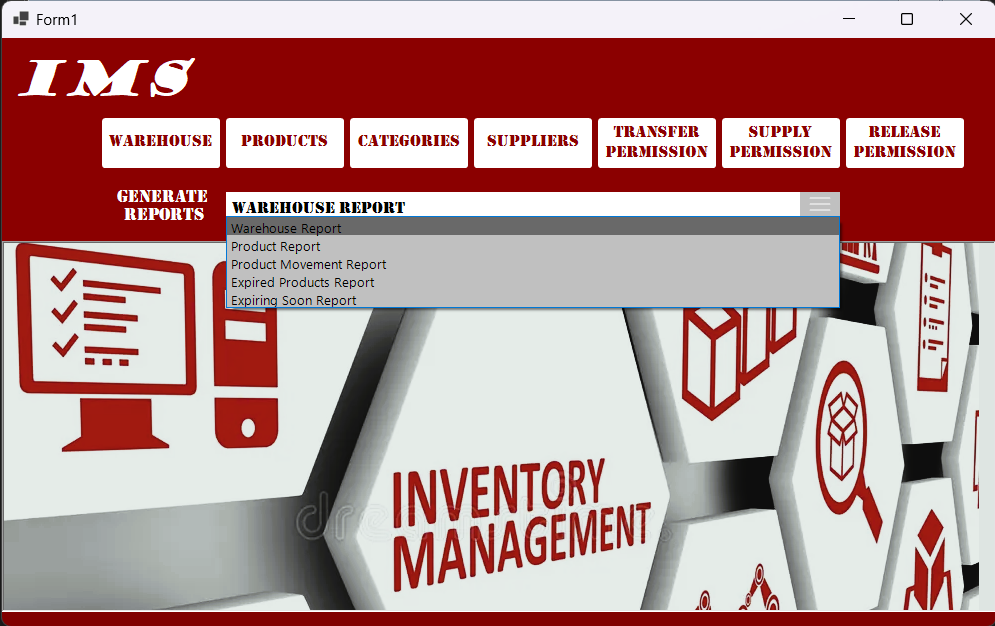 Form1
IMS
WAREHOUSE
PRODUCTS
CATEGORIES
SUPPLIERS
TRANSFER
PERMISSION
SUPPLY
PERMISSION
RELEASE
PERMISSION
GENERATE
REPORTS
WAREHOUSE REPORT
Warehouse Report
Product Report
Product Movement Report
Expired Products Report
Expiring Soon Report
INVENTORY
MANAGEMENT